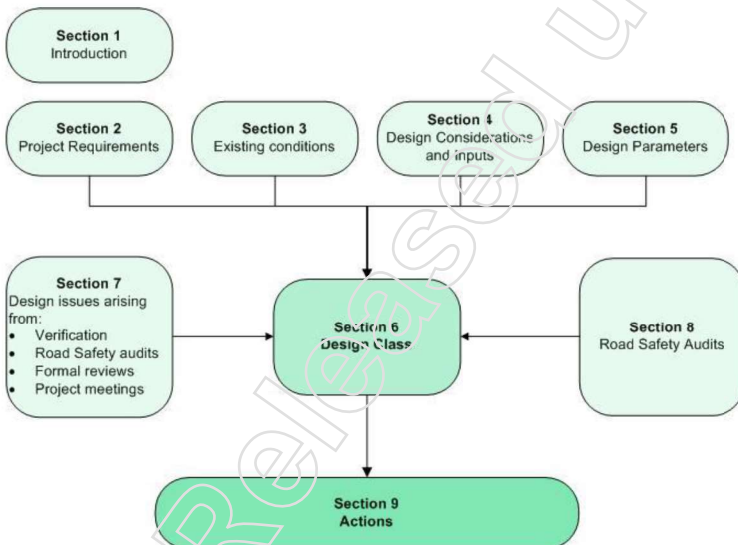 Section 1
Introduction
Section 2
Project Requirements
Section 3
Existing conditions
Section 4
Design Considerations
and Inputs
Section 5
Design Parameters
Section 7
Design issues arising
from:
• Verification
• Road Safety audits
• Formal reviews
• Project meetings
Section 6
Design Class
Section 8
Road Safety Audits
Section 9
Actions
Released u